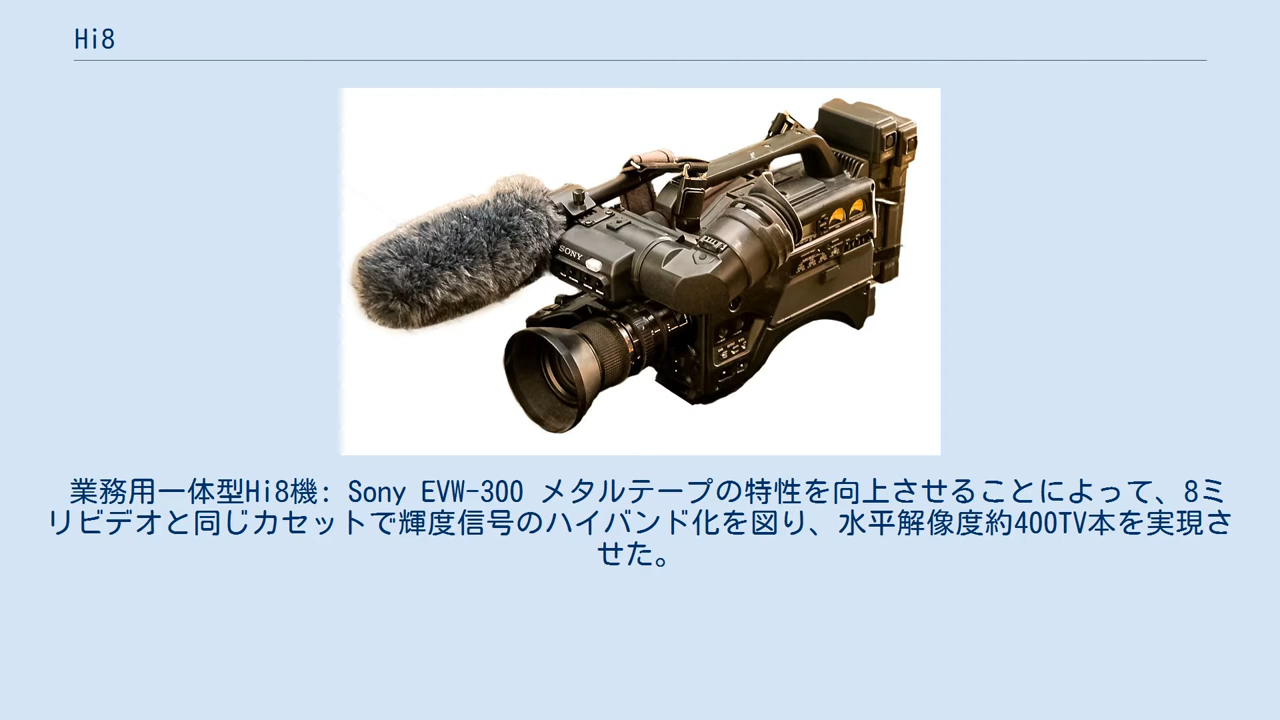 Hi8
SONY
業務用一体型Hi8機: Sony EVW-300 メタルテープの特性を向上させることによって、8ミ
リビデオと同じカセットで輝度信号のハイバンド化を図り、水平解像度約400TV本を実現さ
せた。